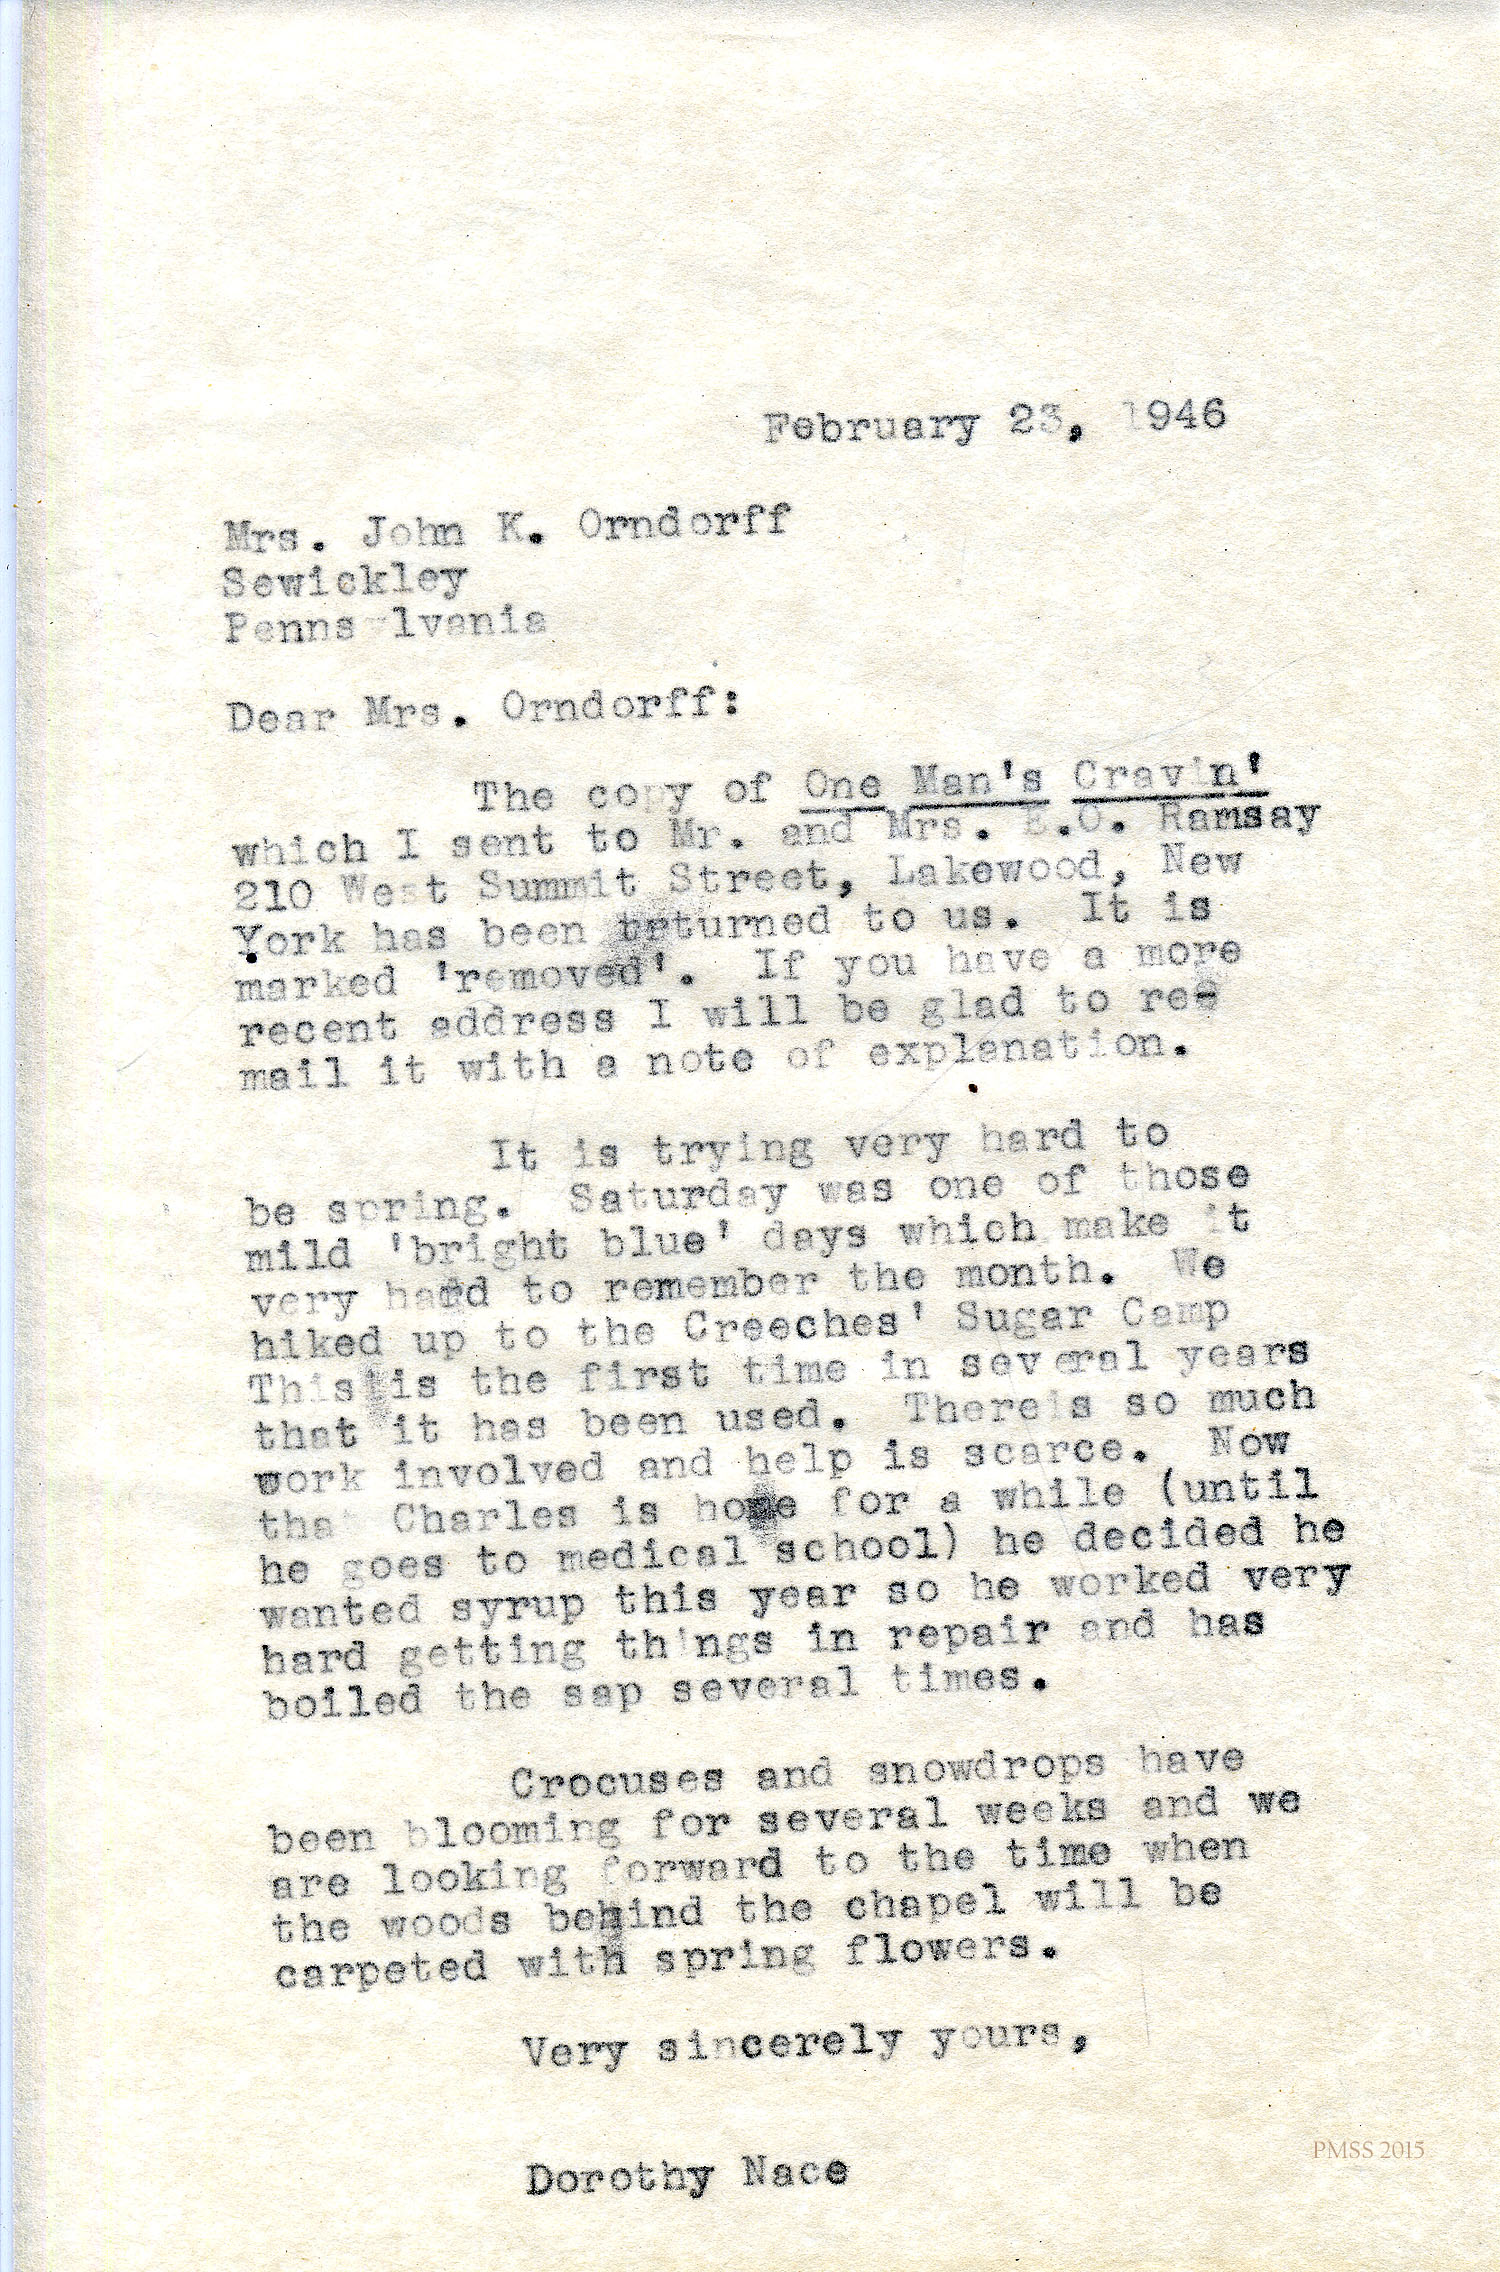 February 23, 1946
Mrs. John K. Orndorff
Sewickley
Pennsylvania
Dear Mrs. Orndorff:
The copy of One Man's Cravin'
which I sent to Mr. and Mrs. E.O. Ramsay
210 West Summit Street, Lakewood, New
York has been returned to us. It is
marked 'removed'. If you have a more
recent address I will be glad to re-
mail it with a note of explanation.
It is trying very hard to
be spring. Saturday was one of those
mild 'bright blue' days which make it
very hard to remember the month. We
hiked up to the Creeches' Sugar Camp
This is the first time in several years
that it has been used. Thereis so much
work involved and help is scarce. Now
that Charles is home for a while (until
he goes to medical school) he decided he
wanted syrup this year so he worked very
hard getting things in repair and has
boiled the sap several times.
Crocuses and snowdrops have
been blooming for several weeks and we
are looking forward to the time when
the woods behind the chapel will be
carpeted with spring flowers.
Very sincerely yours,
Dorothy Nace
PMSS 2015